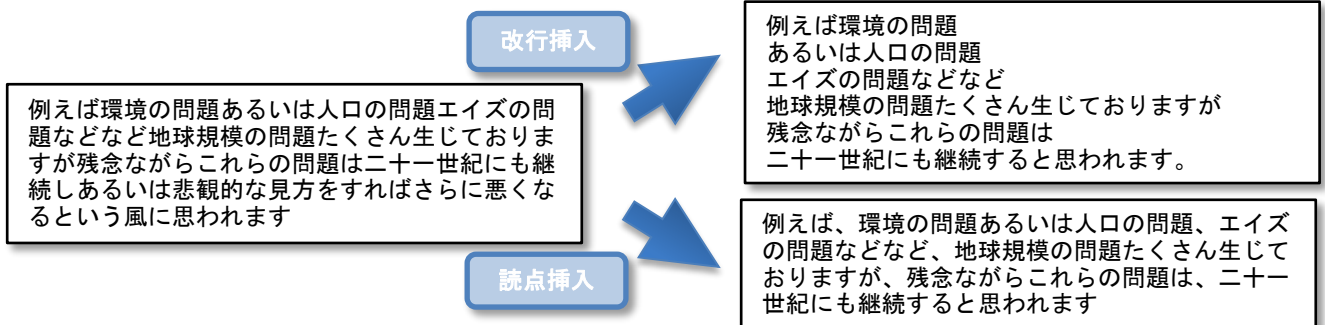 改行挿入
例えば環境の問題
あるいは人口の問題
エイズの問題などなど
地球規模の問題たくさん生じておりますが
残念ながらこれらの問題は
二十一世紀にも継続すると思われます。
例えば環境の問題あるいは人口の問題エイズの問
題などなど地球規模の問題たくさん生じておりま
すが残念ながらこれらの問題は二十一世紀にも継
続しあるいは悲観的な見方をすればさらに悪くな
るという風に思われます
読点挿入
例えば、環境の問題あるいは人口の問題、エイズ
の問題などなど、地球規模の問題たくさん生じて
おりますが、残念ながらこれらの問題は、二十一
世紀にも継続すると思われます